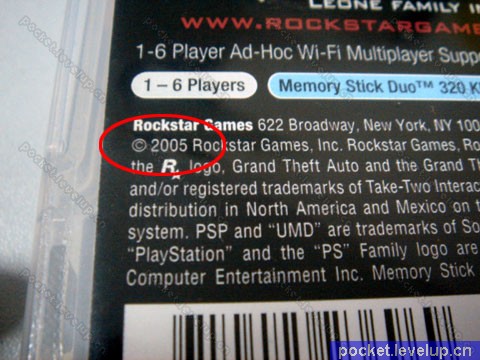 LEONE FAMILY IN
WWW.ROCKSTARGAME
1-6 Player Ad-Hoc Wi-Fi Multiplayer Suppo
1 – 6 Players
Memory Stick Duo™ 320 K
Rockstar Games 622 Broadway, New York, NY 100
© 2005 Rockstar Games, Inc. Rockstar Games, Ro
the R logo, Grand Theft Auto and the Grand Th
and/or registered trademarks of Take-Two Interac
distribution in North America and Mexico on
system. PSP and “UMD” are trademarks of So
“PlayStation” and the “PS” Family logo are
Computer Entertainment Inc. Memory Stick
pocket.levelup.cn